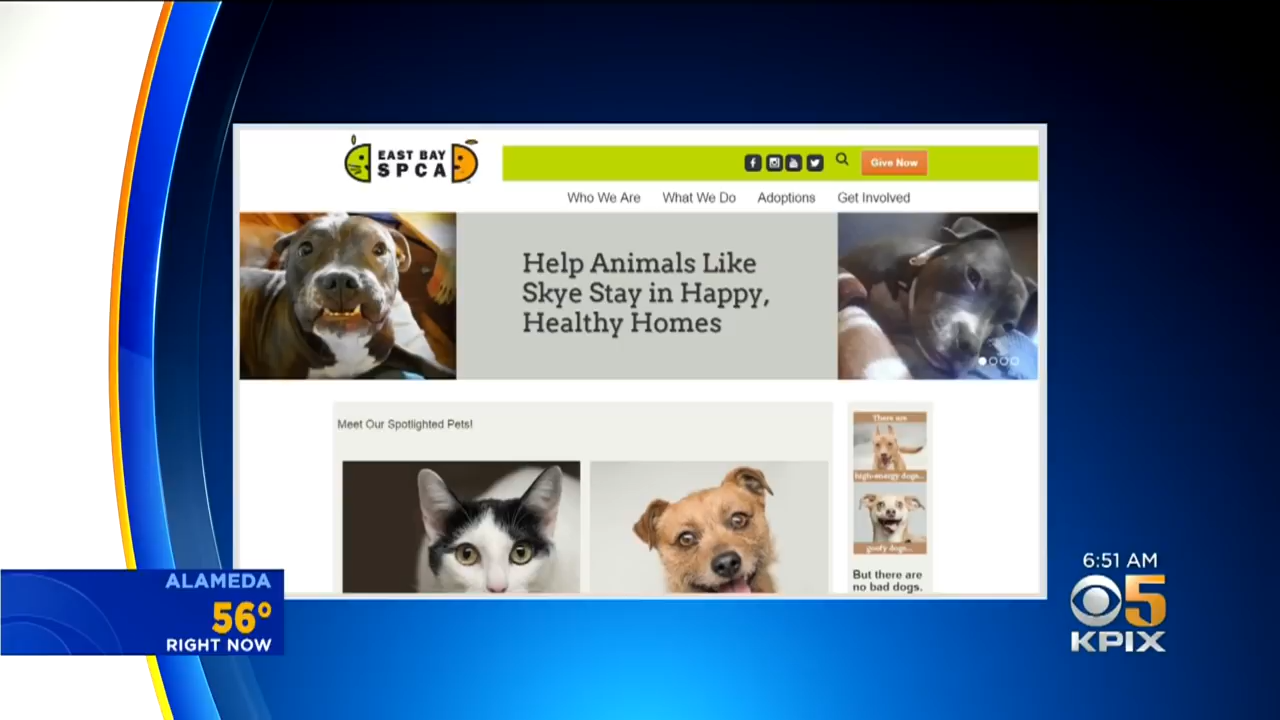 EAST BAY
SPCA
Give Now
Who We Are What We Do Adoptions Get Involved
Help Animals Like
Skye Stay in Happy,
Healthy Homes
Meet Our Spotlighted Pets!
There are
high-energy dogs...
goofy dogs...
But there are
no bad dogs.
ALAMEDA
56°
RIGHT NOW
6:51 AM
5
KPIX